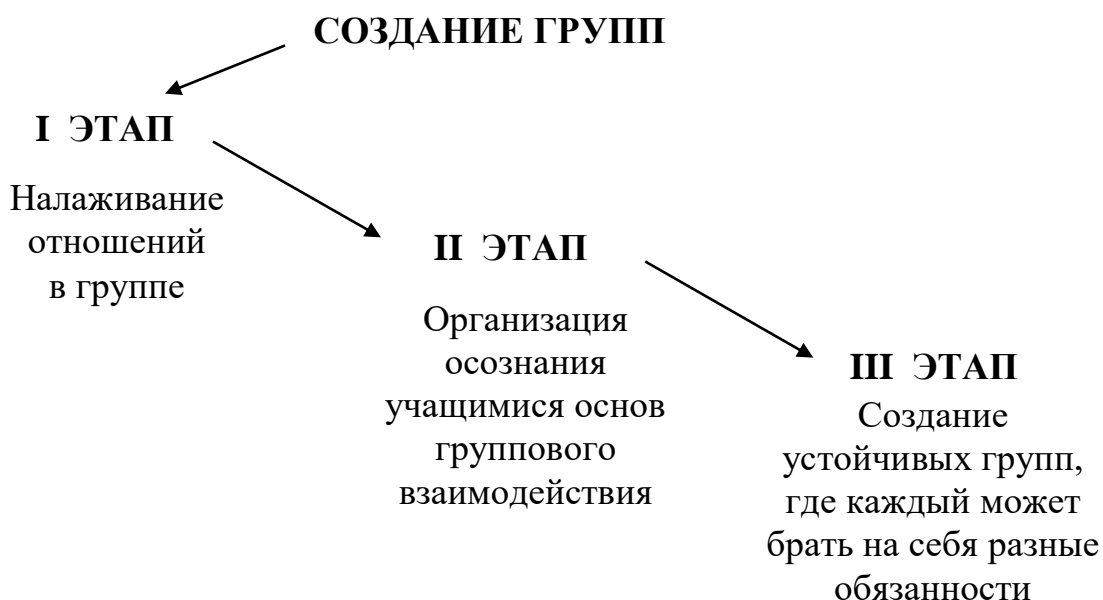 СОЗДАНИЕ ГРУПП
I ЭТАП
Налаживание
отношений
в группе
II ЭТАП
Организация
осознания
учащимися основ
группового
взаимодействия
III ЭТАП
Создание
устойчивых групп,
где каждый может
брать на себя разные
обязанности